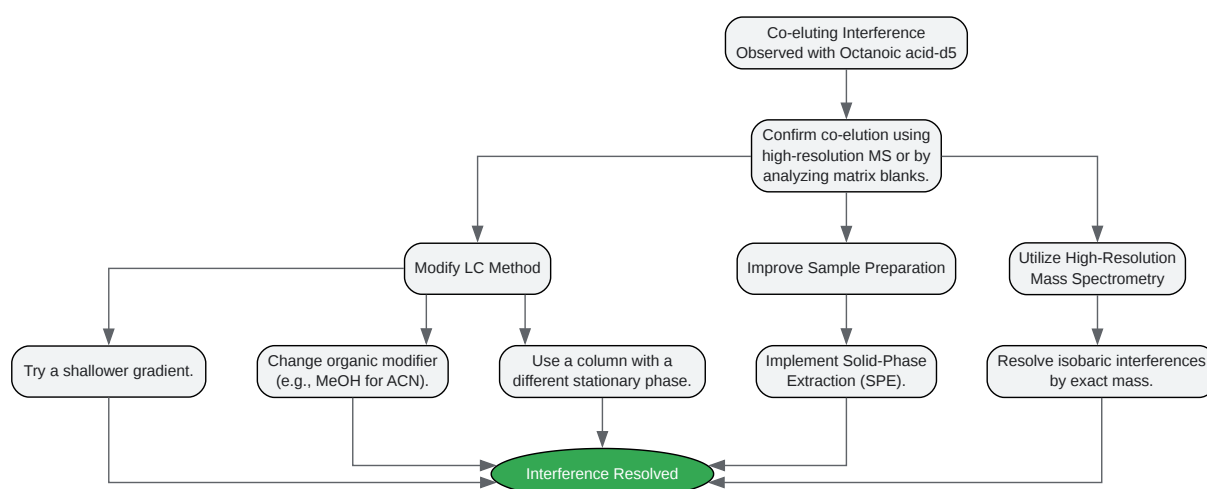 Co-eluting Interference
Observed with Octanoic acid-d5
Confirm co-elution using
high-resolution MS or by
analyzing matrix blanks.
Modify LC Method
Improve Sample Preparation
Utilize High-Resolution
Mass Spectrometry
Try a shallower gradient.
Change organic modifier
(e.g., MeOH for ACN).
Use a column with a
different stationary phase.
Implement Solid-Phase
Extraction (SPE).
Resolve isobaric interferences
by exact mass.
Interference Resolved